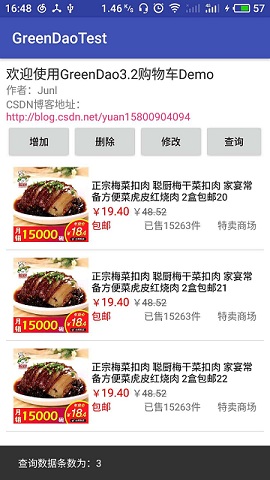 16:48 1.46 K/s 57
GreenDaoTest
欢迎使用GreenDao3.2购物车Demo
作者：Junl
CSDN博客地址：
http://blog.csdn.net/yuan15800904094
增加 删除 修改 查询
正宗梅菜扣肉 聪厨梅干菜扣肉 家宴常
备方便菜虎皮红烧肉 2盒包邮20
￥19.40 ￥48.52
包邮 已售15263件 特卖商场
月销 15000 碗 18.4
正宗梅菜扣肉 聪厨梅干菜扣肉 家宴常
备方便菜虎皮红烧肉 2盒包邮21
￥19.40 ￥48.52
包邮 已售15263件 特卖商场
月销 15000 碗 18.4
正宗梅菜扣肉 聪厨梅干菜扣肉 家宴常
备方便菜虎皮红烧肉 2盒包邮22
￥19.40 ￥48.52
包邮 已售15263件 特卖商场
月销 15000 碗 18.4
查询数据条数为：3